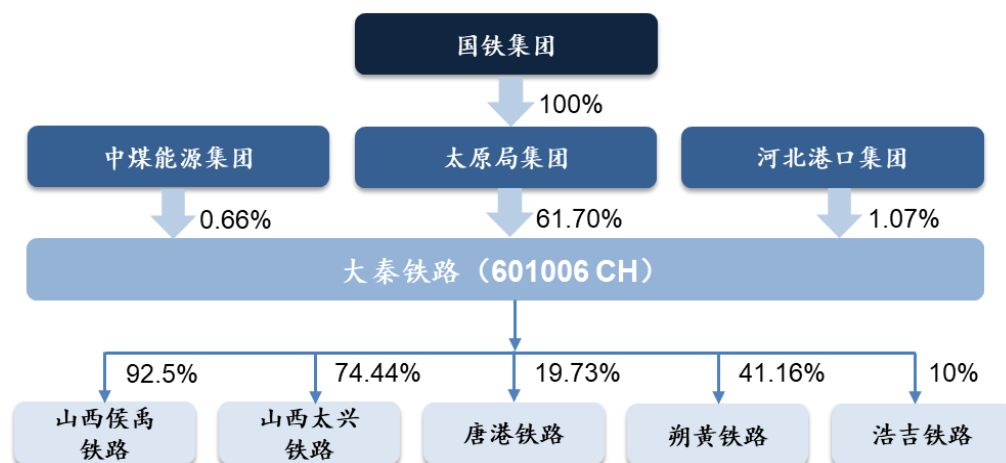 国铁集团
100%
中煤能源集团
太原局集团
河北港口集团
0.66%
61.70%
1.07%
大秦铁路（601006 CH）
92.5%
74.44%
19.73%
41.16%
10%
山西侯禹
铁路
山西太兴
铁路
唐港铁路
朔黄铁路
浩吉铁路